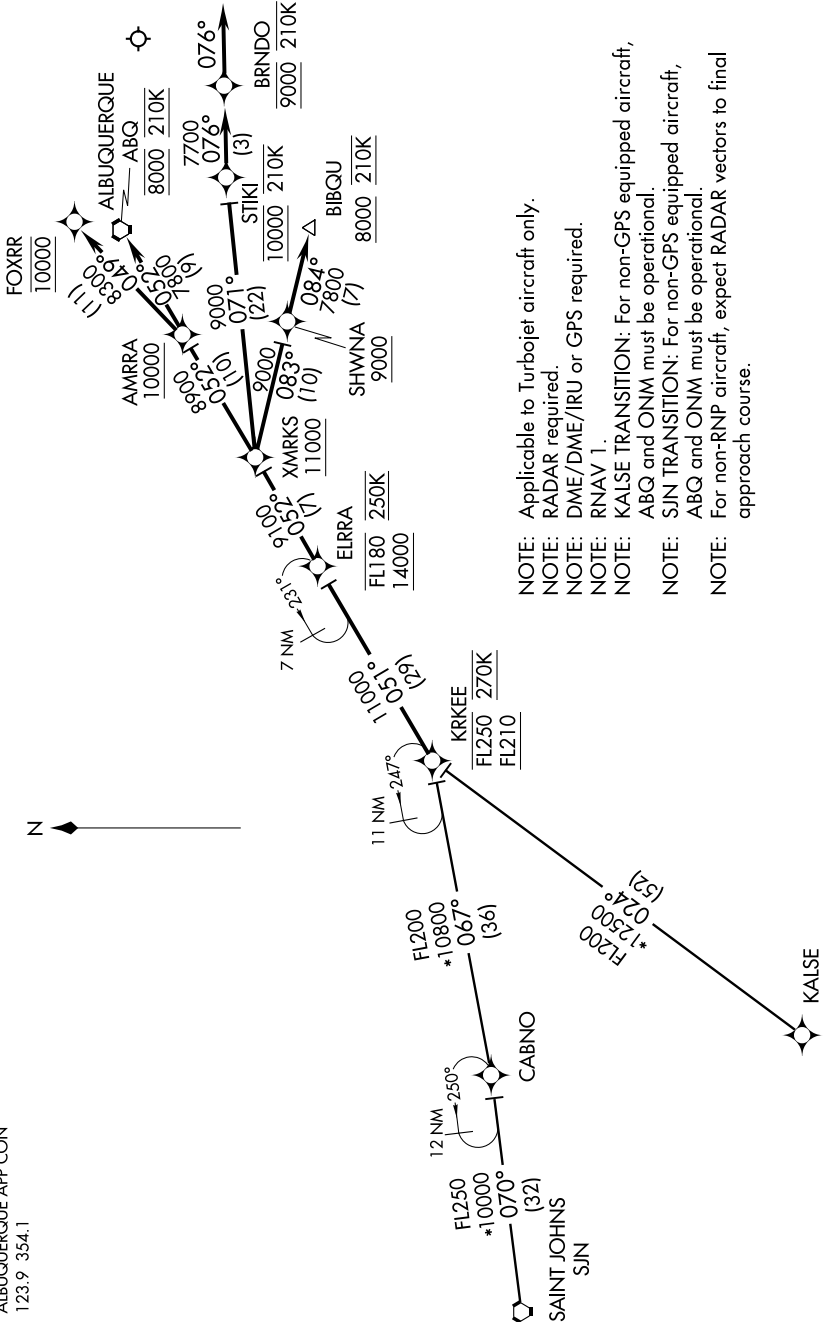 ALBUQUERQUE APP CON
123.9 354.1
N
SAINT JOHNS
SJN
FL250
*10000
070°
(32)
12 NM
250°
CABNO
FL200
*10800
067°
(36)
KALSE
FL200
*12500
024°
(52)
11 NM
247°
KRKEE
FL250 270K
FL210
11000
051°
(29)
7 NM
231°
ELRRA
FL180 250K
14000
9100
052°
(7)
XMRKS
11000
8900
052°
(10)
AMRRA
10000
8300
049°
(11)
FOXRR
10000
7800
052°
(9)
ALBUQUERQUE
ABQ
8000 210K
9000
071°
(22)
STIKI
10000 210K
7700
076°
(3)
BRNDO
9000 210K
076°
9000
083°
(10)
SHWNA
9000
084°
7800
(7)
BIBQU
8000 210K
NOTE: Applicable to Turbojet aircraft only.
NOTE: RADAR required.
NOTE: DME/DME/IRU or GPS required.
NOTE: RNAV 1.
NOTE: KALSE TRANSITION: For non-GPS equipped aircraft,
ABQ and ONM must be operational.
NOTE: SJN TRANSITION: For non-GPS equipped aircraft,
ABQ and ONM must be operational.
NOTE: For non-RNP aircraft, expect RADAR vectors to final
approach course.